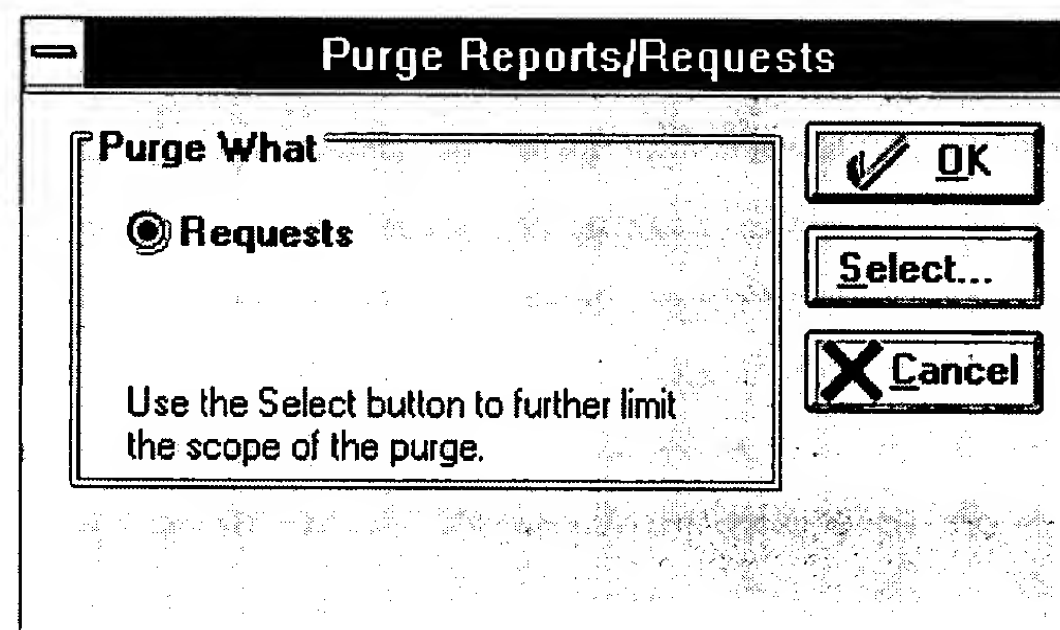 Purge Reports/Requests
Purge What
Requests
Use the Select button to further limit
the scope of the purge.
OK
Select...
Cancel